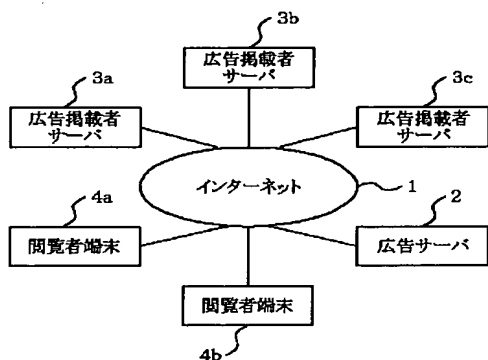 3b
広告掲載者
サーバ
3a
広告掲載者
サーバ
3c
広告掲載者
サーバ
インターネット
1
4a
閲覧者端末
2
広告サーバ
閲覧者端末
4b